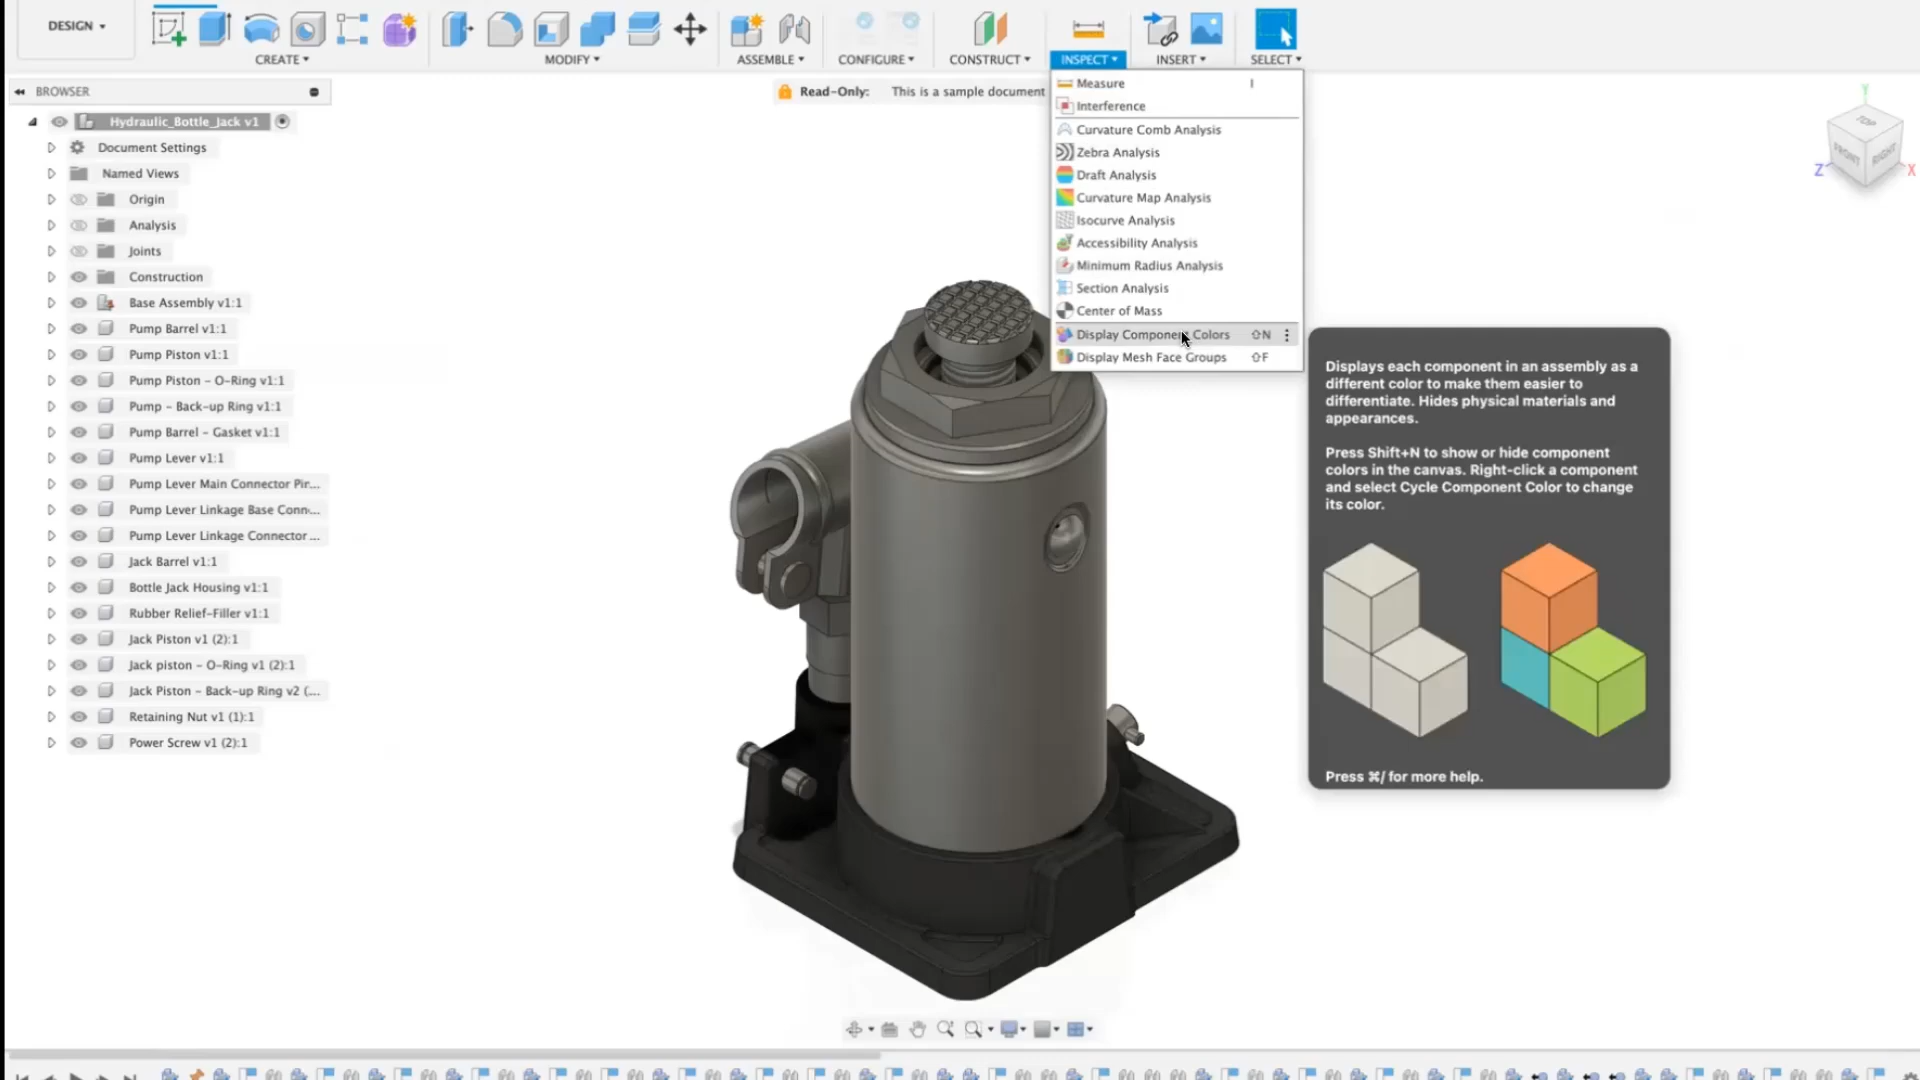 DESIGN
CREATE
MODIFY
ASSEMBLE
CONFIGURE
CONSTRUCT
INSPECT
INSERT
SELECT
BROWSER
Read-Only: This is a sample document
Hydraulic_Bottle_Jack v1
Document Settings
Named Views
Origin
Analysis
Joints
Construction
Base Assembly v1:1
Pump Barrel v1:1
Pump Piston v1:1
Pump Piston - O-Ring v1:1
Pump - Back-up Ring v1:1
Pump Barrel - Gasket v1:1
Pump Lever v1:1
Pump Lever Main Connector Pin...
Pump Lever Linkage Base Conn...
Pump Lever Linkage Connector ...
Jack Barrel v1:1
Bottle Jack Housing v1:1
Rubber Relief-Filler v1:1
Jack Piston v1 (2):1
Jack piston - O-Ring v1 (2):1
Jack Piston - Back-up Ring v2 (...
Retaining Nut v1 (1):1
Power Screw v1 (2):1
Measure I
Interference
Curvature Comb Analysis
Zebra Analysis
Draft Analysis
Curvature Map Analysis
Isocurve Analysis
Accessibility Analysis
Minimum Radius Analysis
Section Analysis
Center of Mass
Display Component Colors ⇧N
Display Mesh Face Groups ⇧F
Displays each component in an assembly as a
different color to make them easier to
differentiate. Hides physical materials and
appearances.
Press Shift+N to show or hide component
colors in the canvas. Right-click a component
and select Cycle Component Color to change
its color.
Press ⌘/ for more help.
Y
TOP
FRONT
RIGHT
Z
X